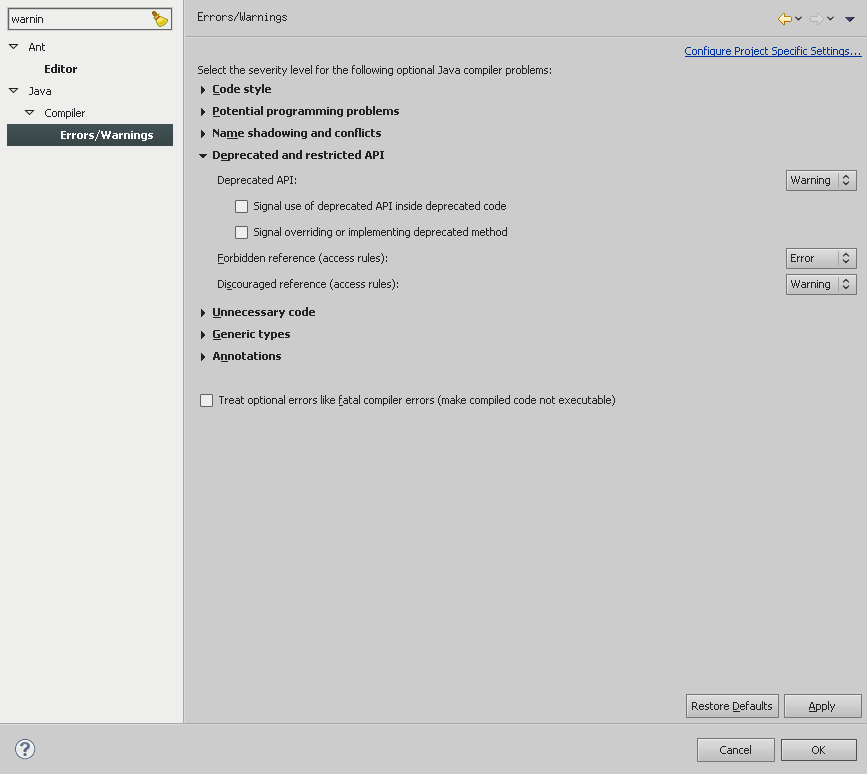 warnin
Ant
Editor
Java
Compiler
Errors/Warnings
Errors/Warnings
Configure Project Specific Settings...
Select the severity level for the following optional Java compiler problems:
Code style
Potential programming problems
Name shadowing and conflicts
Deprecated and restricted API
Deprecated API: Warning
Signal use of deprecated API inside deprecated code
Signal overriding or implementing deprecated method
Forbidden reference (access rules): Error
Discouraged reference (access rules): Warning
Unnecessary code
Generic types
Annotations
Treat optional errors like fatal compiler errors (make compiled code not executable)
Restore Defaults Apply
? Cancel OK